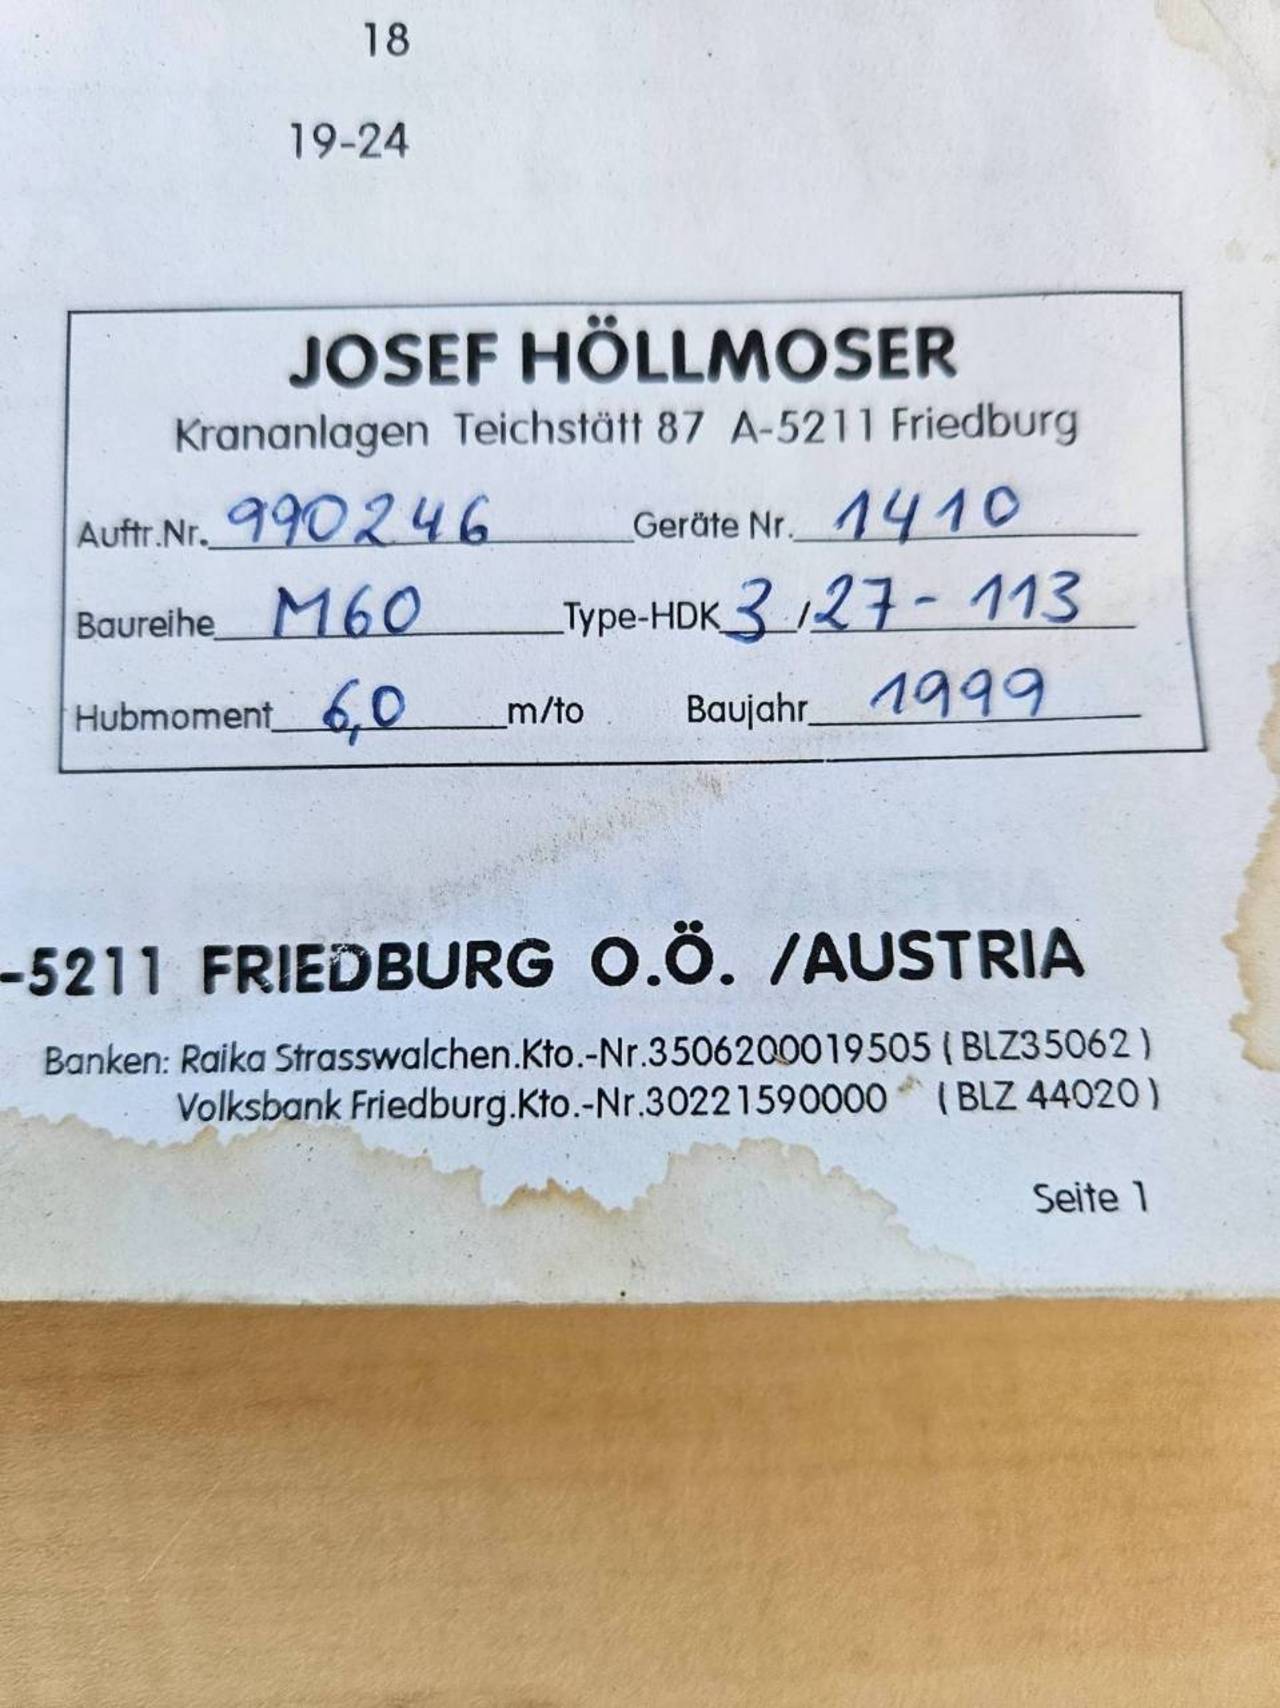 18
19-24
JOSEF HÖLLMOSER
Krananlagen Teichstätt 87 A-5211 Friedburg
Auftr.Nr. 990246 Geräte Nr. 1410
Baureihe M60 Type-HDK 3 / 27 - 113
Hubmoment 6,0 m/to Baujahr 1999
-5211 FRIEDBURG O.Ö. /AUSTRIA
Banken: Raika Strasswalchen.Kto.-Nr.3506200019505 ( BLZ35062 )
Volksbank Friedburg.Kto.-Nr.30221590000 ( BLZ 44020 )
Seite 1